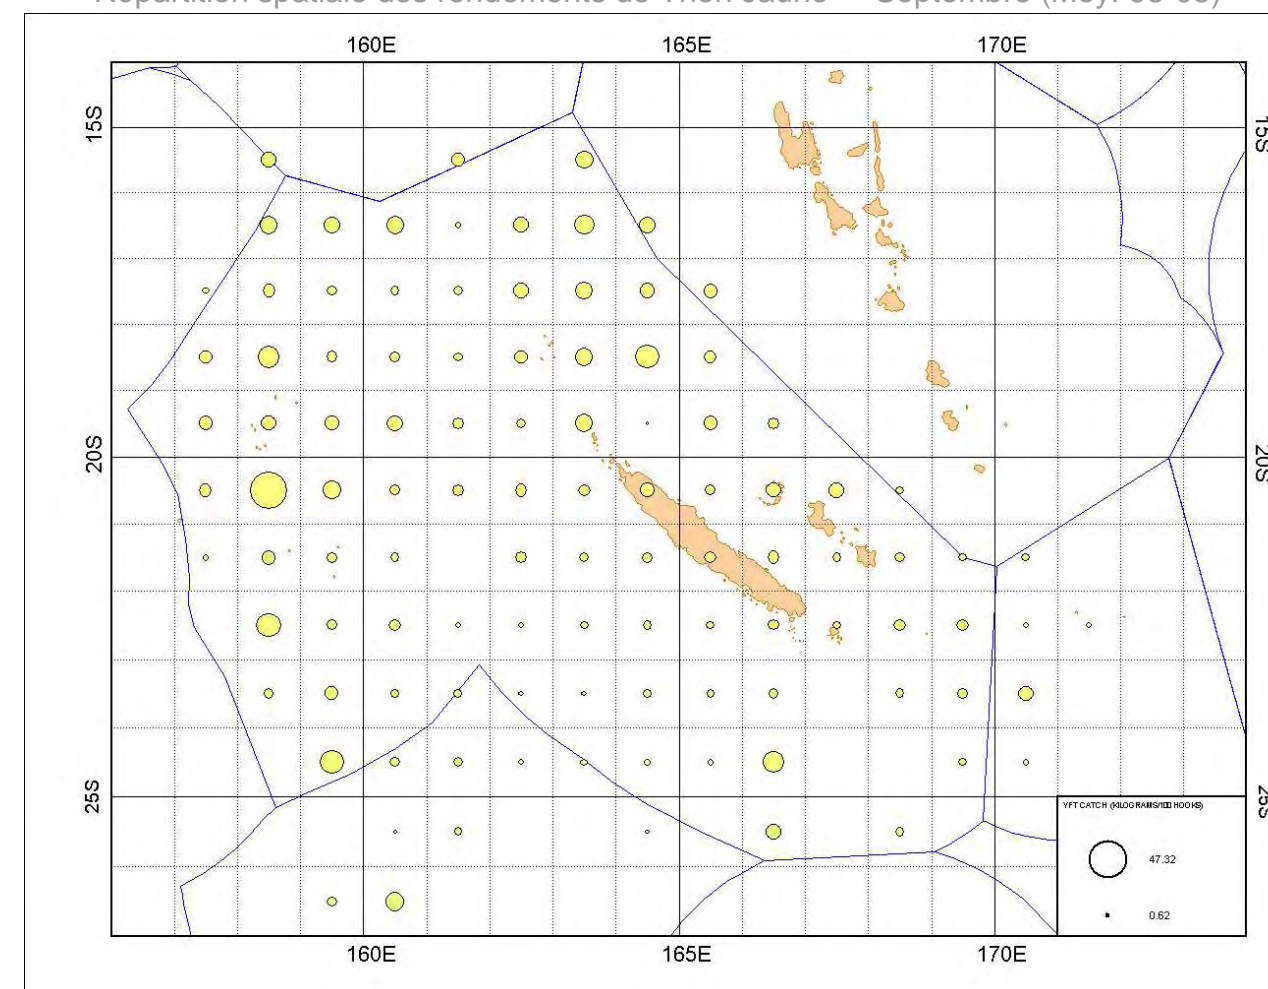 160E 165E 170E
15S 15S
20S 20S
25S 25S
YFT CATCH (KILOGRAMS/100 HOOKS)
47.32
0.62
160E 165E 170E